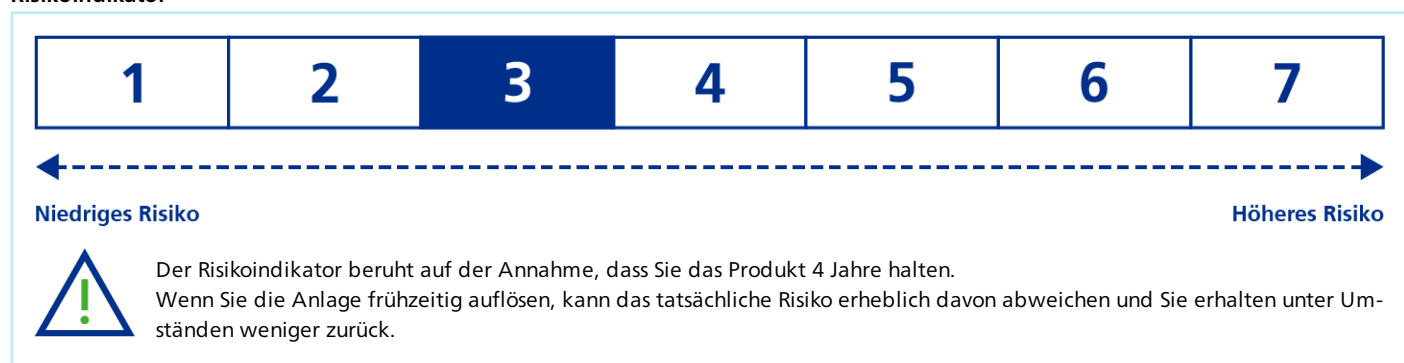 Risikoindikator
1 2 3 4 5 6 7
Niedriges Risiko Höheres Risiko
Der Risikoindikator beruht auf der Annahme, dass Sie das Produkt 4 Jahre halten.
Wenn Sie die Anlage frühzeitig auflösen, kann das tatsächliche Risiko erheblich davon abweichen und Sie erhalten unter Um-
ständen weniger zurück.